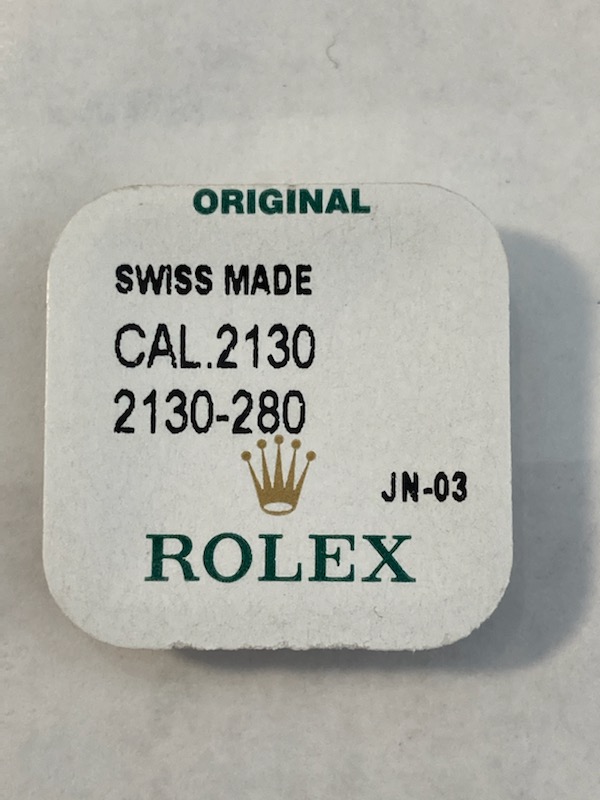 ORIGINAL
SWISS MADE
CAL.2130
2130-280
JN-03
ROLEX